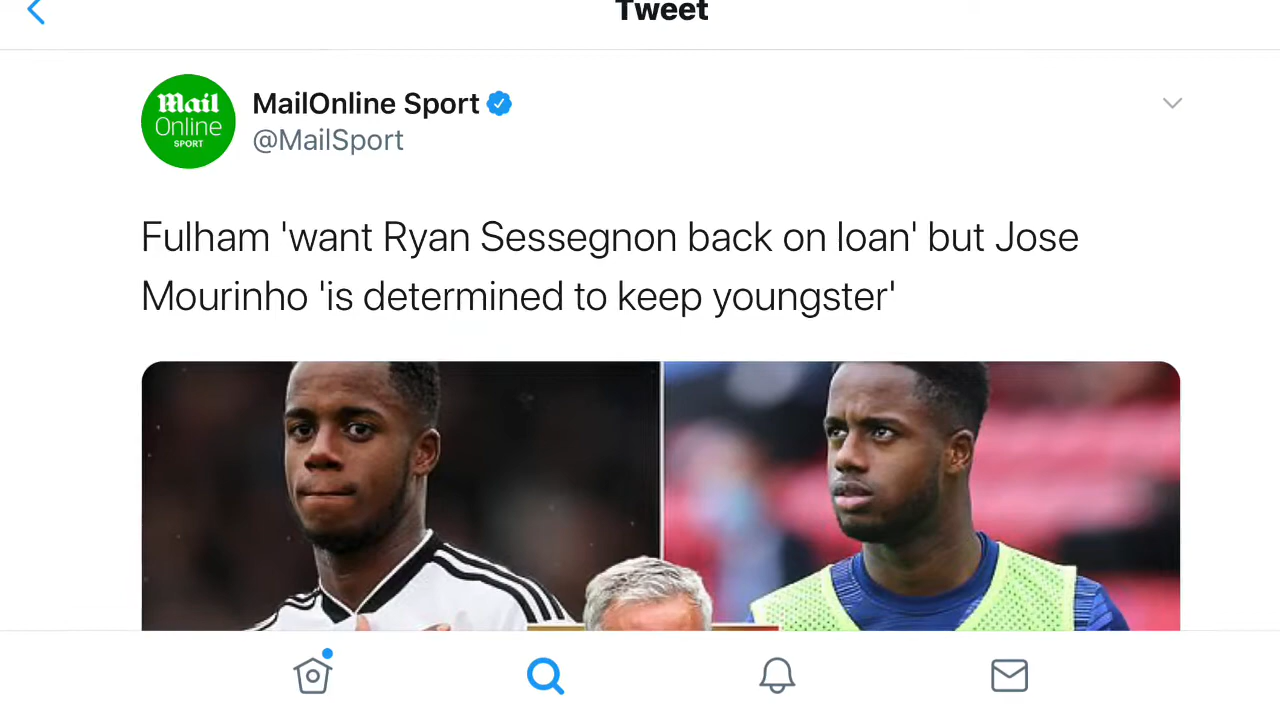 Tweet
Mail
Online
SPORT
MailOnline Sport
@MailSport
Fulham 'want Ryan Sessegnon back on loan' but Jose
Mourinho 'is determined to keep youngster'